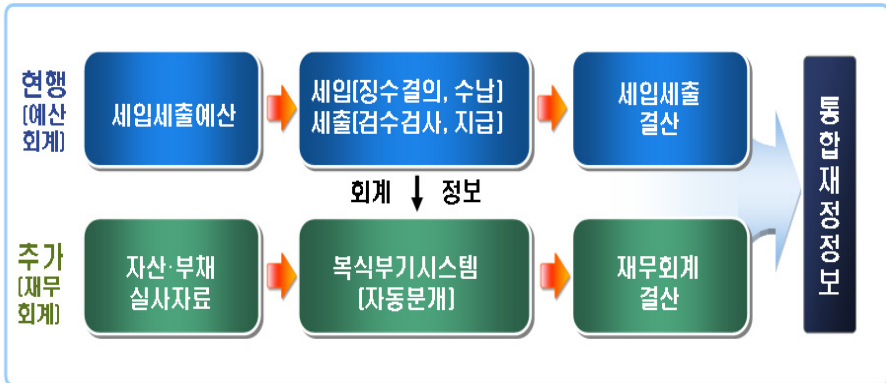 현행
(예산
회계)
세입세출예산
세입(징수결의, 수납)
세출(검수검사, 지급)
세입세출
결산
회계 정보
추가
(재무
회계)
자산·부채
실사자료
복식부기시스템
(자동분개)
재무회계
결산
통합재정정보